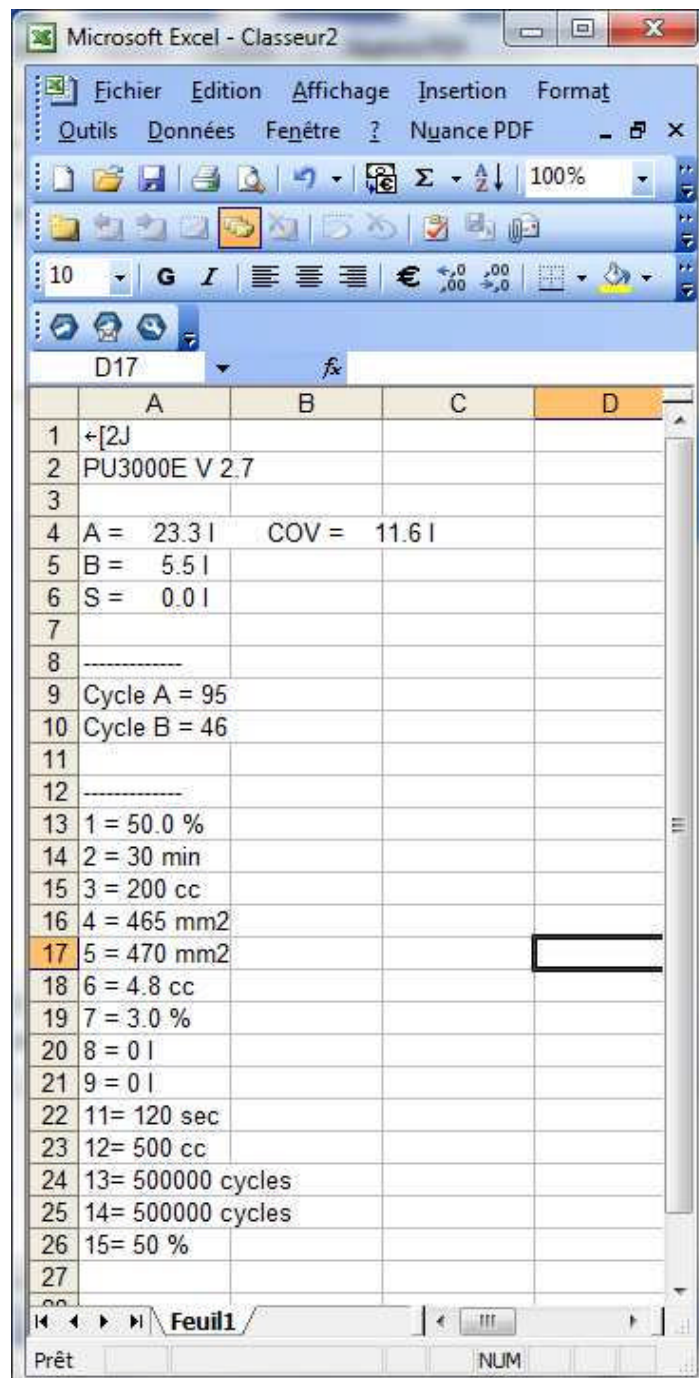 Microsoft Excel - Classeur2
Fichier Edition Affichage Insertion Format
Outils Données Fenêtre ? Nuance PDF
100%
10 G I € ,00 ,00
D17 fx
A B C D
1 ←[2J
2 PU3000E V 2.7
3
4 A = 23.3 l COV = 11.6 l
5 B = 5.5 l
6 S = 0.0 l
7
8 -------------
9 Cycle A = 95
10 Cycle B = 46
11
12 -------------
13 1 = 50.0 %
14 2 = 30 min
15 3 = 200 cc
16 4 = 465 mm2
17 5 = 470 mm2
18 6 = 4.8 cc
19 7 = 3.0 %
20 8 = 0 l
21 9 = 0 l
22 11= 120 sec
23 12= 500 cc
24 13= 500000 cycles
25 14= 500000 cycles
26 15= 50 %
27
Feuil1
Prêt NUM